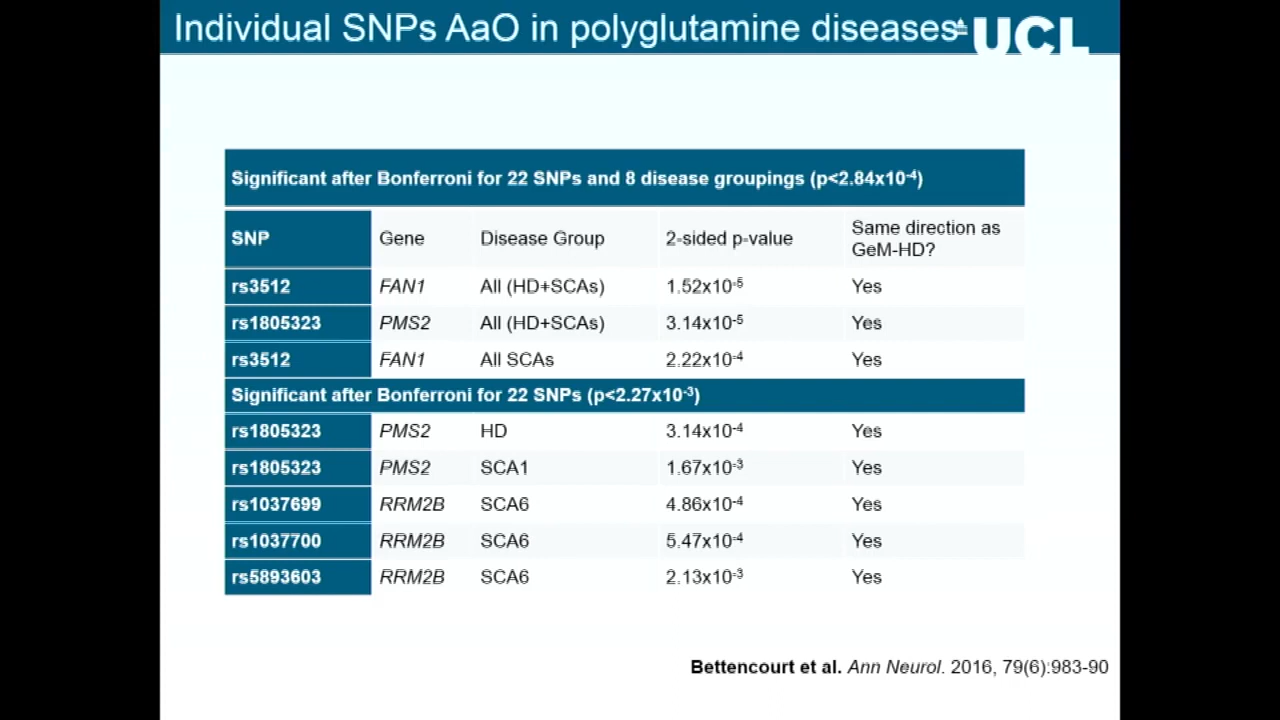 Individual SNPs AaO in polyglutamine diseases
UCL
Significant after Bonferroni for 22 SNPs and 8 disease groupings (p<2.84x10⁻⁴)
SNP Gene Disease Group 2-sided p-value Same direction as GeM-HD?
rs3512 FAN1 All (HD+SCAs) 1.52x10⁻⁵ Yes
rs1805323 PMS2 All (HD+SCAs) 3.14x10⁻⁵ Yes
rs3512 FAN1 All SCAs 2.22x10⁻⁴ Yes
Significant after Bonferroni for 22 SNPs (p<2.27x10⁻³)
rs1805323 PMS2 HD 3.14x10⁻⁴ Yes
rs1805323 PMS2 SCA1 1.67x10⁻³ Yes
rs1037699 RRM2B SCA6 4.86x10⁻⁴ Yes
rs1037700 RRM2B SCA6 5.47x10⁻⁴ Yes
rs5893603 RRM2B SCA6 2.13x10⁻³ Yes
Bettencourt et al. Ann Neurol. 2016, 79(6):983-90